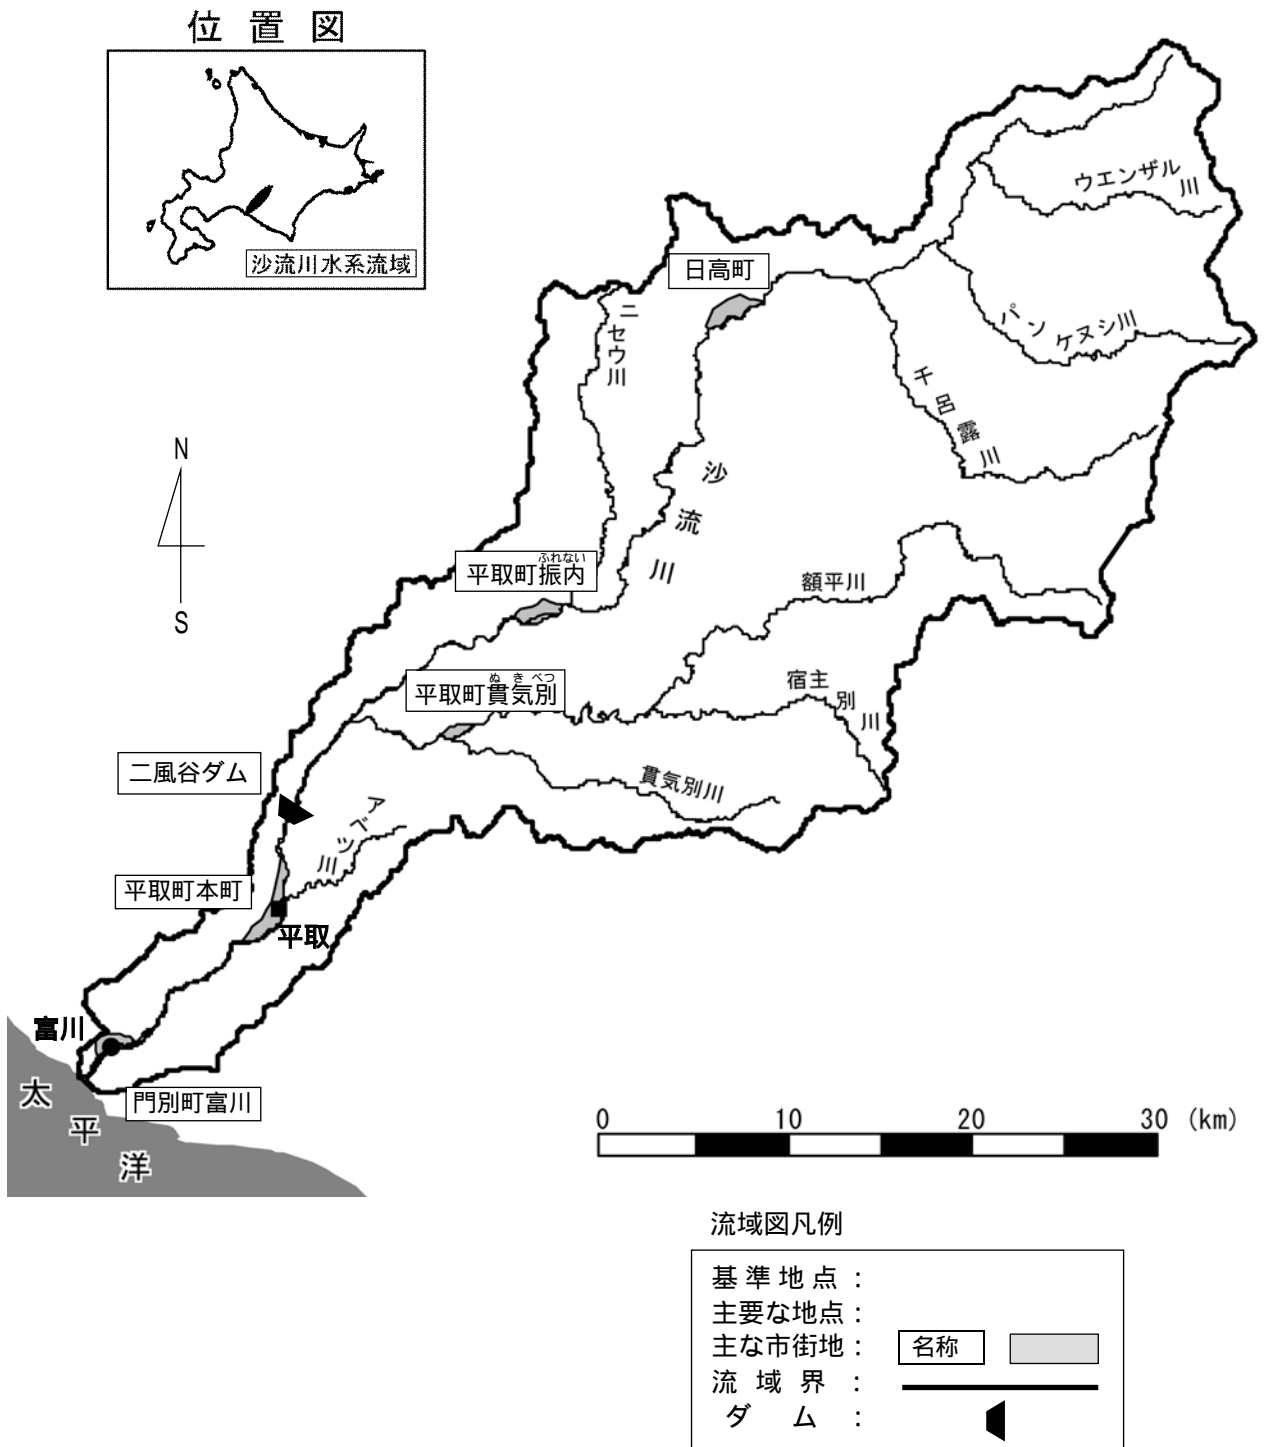 位置図
沙流川水系流域
ウエンザル川
日高町
ニセウ川
パンケヌシ川
千呂露川
N
S
沙流川
ふれない
平取町振内
額平川
ぬきべつ
平取町貫気別
宿主別川
二風谷ダム
貫気別川
アベツ川
平取町本町
平取
富川
門別町富川
太平洋
0 10 20 30 (km)
流域図凡例
基準地点：
主要な地点：
主な市街地： 名称
流域界：
ダム：